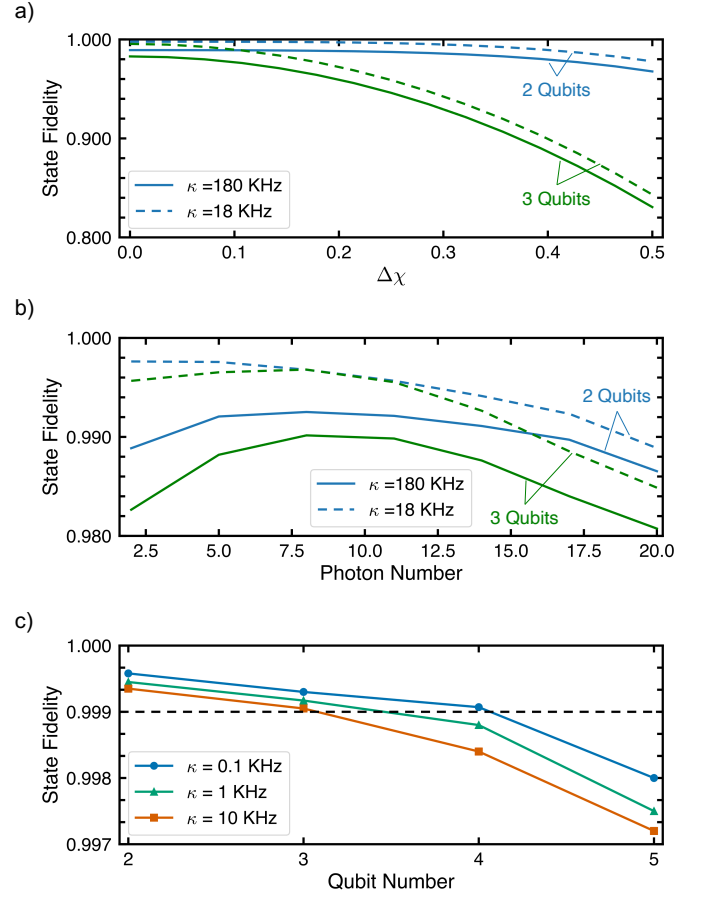 a)
1.000
0.900
0.800
State Fidelity
2 Qubits
3 Qubits
κ =180 KHz
κ =18 KHz
0.0 0.1 0.2 0.3 0.4 0.5
Δχ
b)
1.000
0.990
0.980
State Fidelity
2 Qubits
3 Qubits
κ =180 KHz
κ =18 KHz
2.5 5.0 7.5 10.0 12.5 15.0 17.5 20.0
Photon Number
c)
1.000
0.999
0.998
0.997
State Fidelity
κ = 0.1 KHz
κ = 1 KHz
κ = 10 KHz
2 3 4 5
Qubit Number